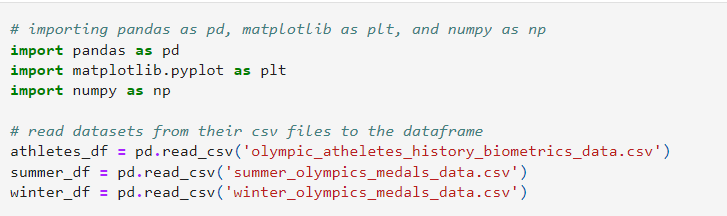 # importing pandas as pd, matplotlib as plt, and numpy as np
import pandas as pd
import matplotlib.pyplot as plt
import numpy as np
# read datasets from their csv files to the dataframe
athletes_df = pd.read_csv('olympic_atheletes_history_biometrics_data.csv')
summer_df = pd.read_csv('summer_olympics_medals_data.csv')
winter_df = pd.read_csv('winter_olympics_medals_data.csv')